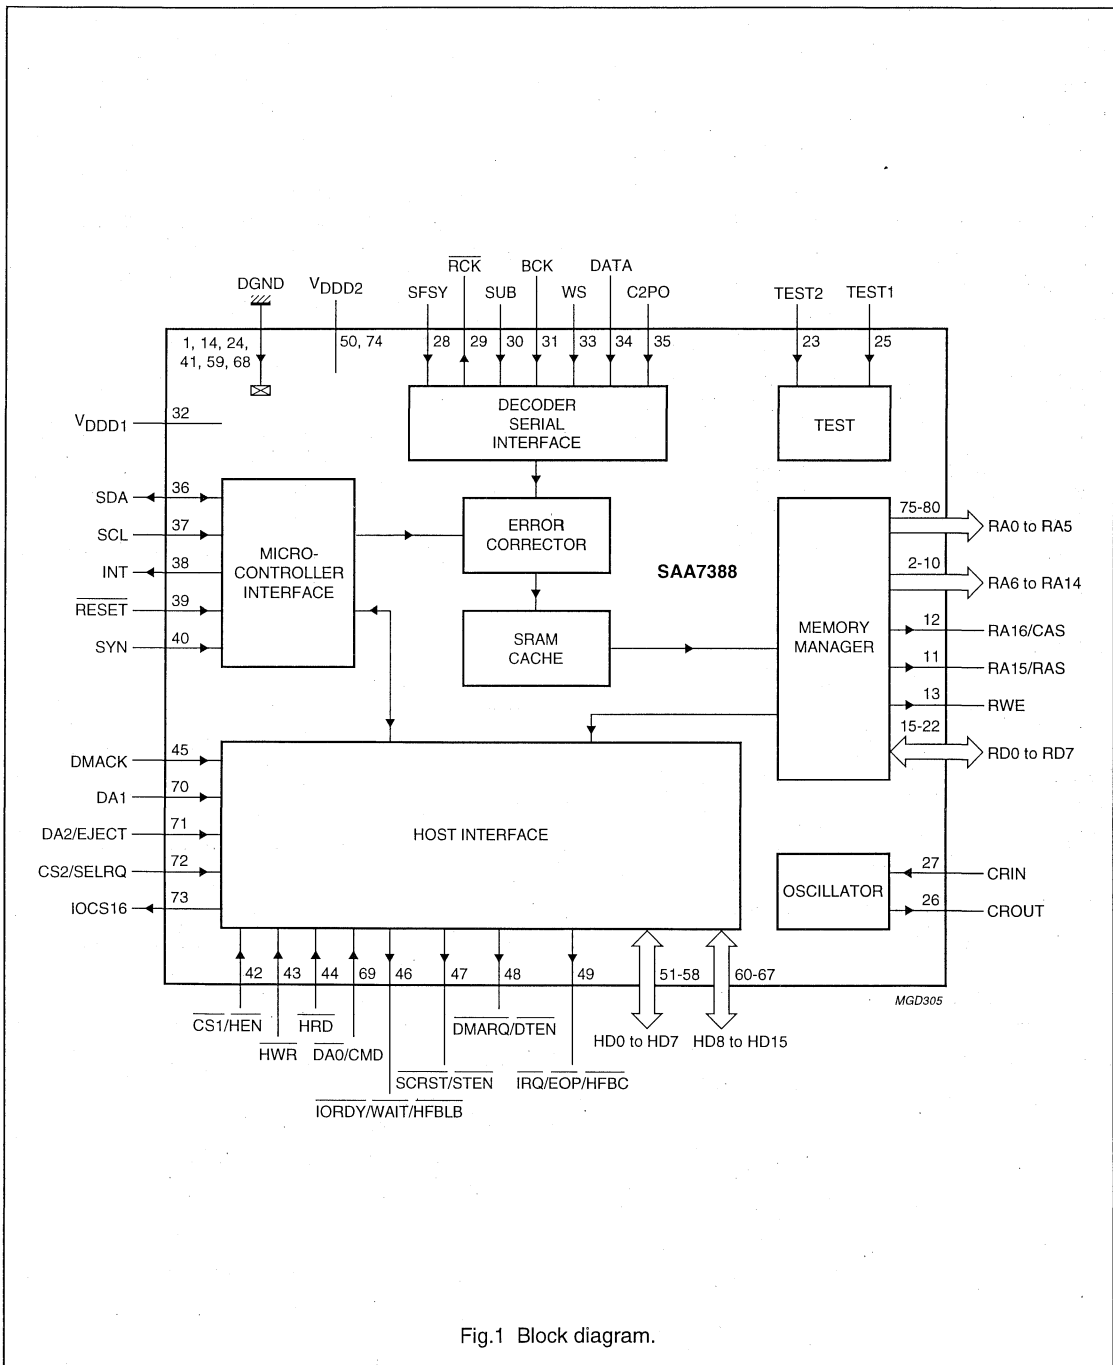 DGND
VDDD2
SFSY
RCK
SUB
BCK
WS
DATA
C2PO
TEST2
TEST1
1, 14, 24,
41, 59, 68
50, 74
28
29
30
31
33
34
35
23
25
DECODER
SERIAL
INTERFACE
TEST
VDDD1
32
SDA
36
SCL
37
INT
38
RESET
39
SYN
40
MICRO-
CONTROLLER
INTERFACE
ERROR
CORRECTOR
SRAM
CACHE
SAA7388
MEMORY
MANAGER
75-80
RA0 to RA5
2-10
RA6 to RA14
12
RA16/CAS
11
RA15/RAS
13
RWE
15-22
RD0 to RD7
DMACK
45
DA1
70
DA2/EJECT
71
CS2/SELRQ
72
IOCS16
73
HOST INTERFACE
OSCILLATOR
27
CRIN
26
CROUT
42
43
44
69
46
47
48
49
51-58
60-67
MGD305
CS1/HEN
HWR
HRD
DA0/CMD
IORDY/WAIT/HFBLB
SCRST/STEN
DMARQ/DTEN
IRQ/EOP/HFBC
HD0 to HD7
HD8 to HD15
Fig.1 Block diagram.